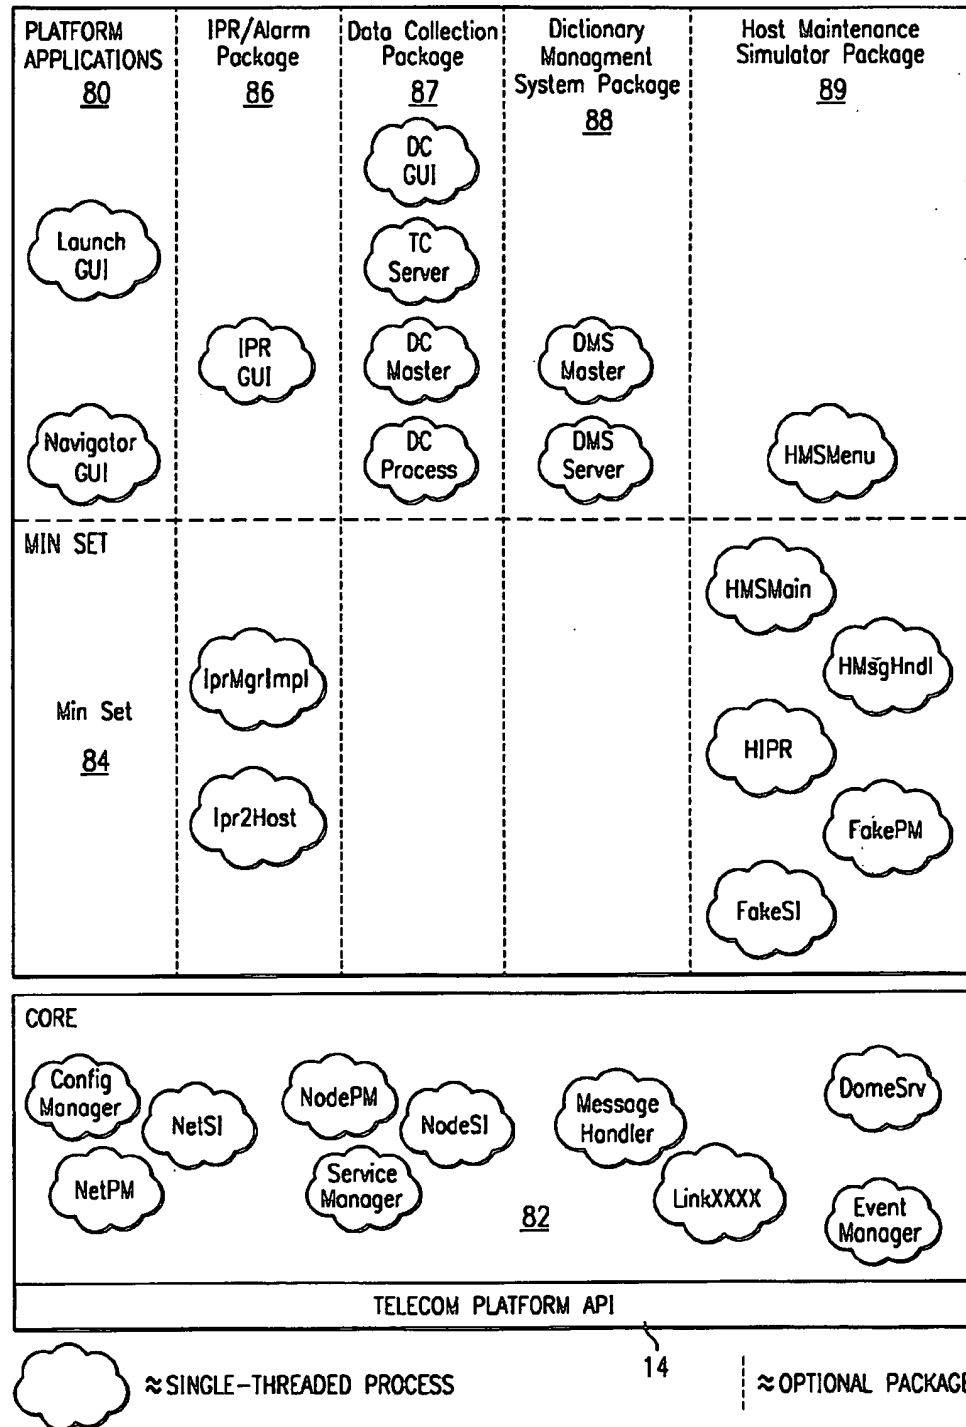 PLATFORM
APPLICATIONS
80
IPR/Alarm
Package
86
Data Collection
Package
87
Dictionary
Managment
System Package
88
Host Maintenance
Simulator Package
89
DC
GUI
Launch
GUI
TC
Server
IPR
GUI
DC
Master
DMS
Master
Navigator
GUI
DC
Process
DMS
Server
HMSMenu
MIN SET
HMSMain
IprMgrImpl
HMsgHndl
Min Set
84
HIPR
Ipr2Host
FakePM
FakeSI
CORE
Config
Manager
NetSI
NetPM
NodePM
NodeSI
Service
Manager
Message
Handler
LinkXXXX
DomeSrv
Event
Manager
82
TELECOM PLATFORM API
14
≈ SINGLE-THREADED PROCESS
≈ OPTIONAL PACKAGE